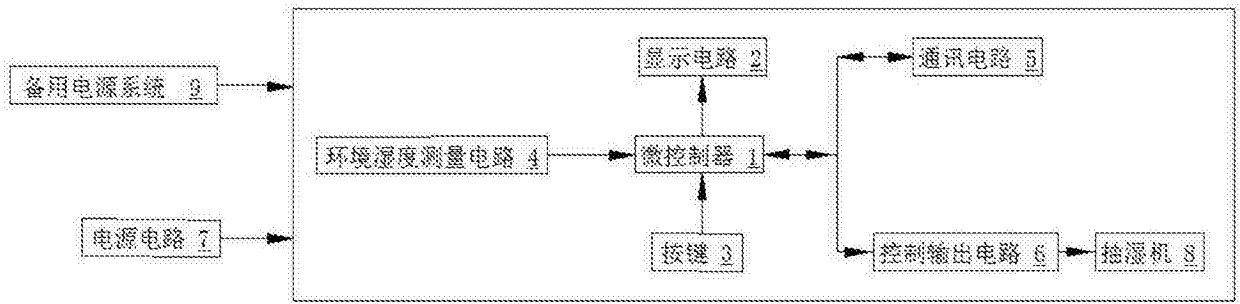 显示电路 2
通讯电路 5
备用电源系统 9
环境湿度测量电路 4
微控制器 1
电源电路 7
按键 3
控制输出电路 6
抽湿机 8